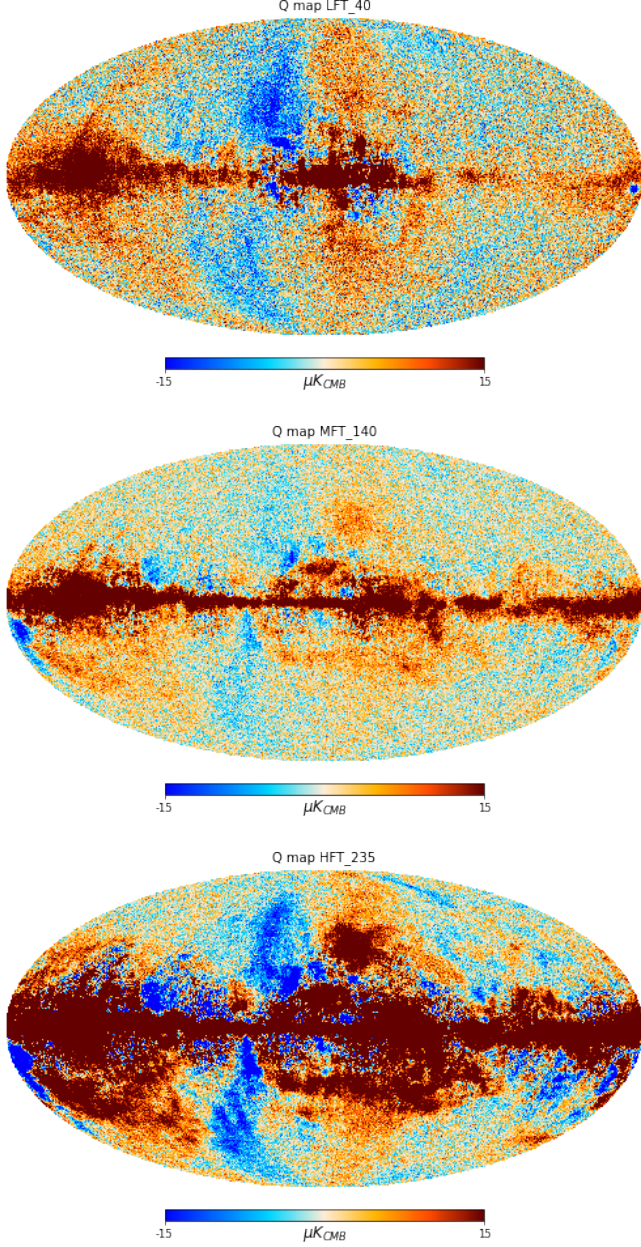 Q map LFT_40
-15 15
μK_CMB
Q map MFT_140
-15 15
μK_CMB
Q map HFT_235
-15 15
μK_CMB